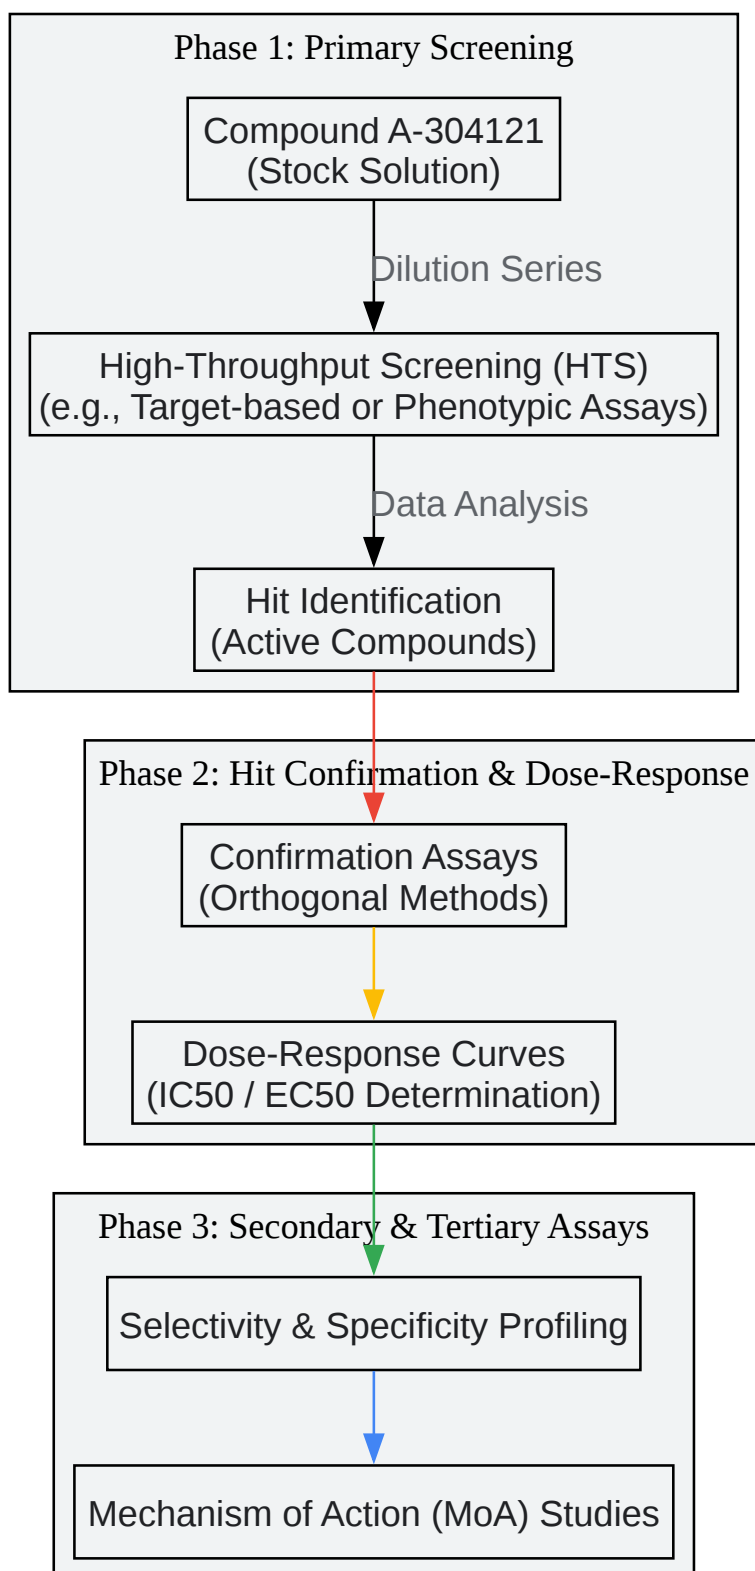 Phase 1: Primary Screening
Compound A-304121
(Stock Solution)
Dilution Series
High-Throughput Screening (HTS)
(e.g., Target-based or Phenotypic Assays)
Data Analysis
Hit Identification
(Active Compounds)
Phase 2: Hit Confirmation & Dose-Response
Confirmation Assays
(Orthogonal Methods)
Dose-Response Curves
(IC50 / EC50 Determination)
Phase 3: Secondary & Tertiary Assays
Selectivity & Specificity Profiling
Mechanism of Action (MoA) Studies